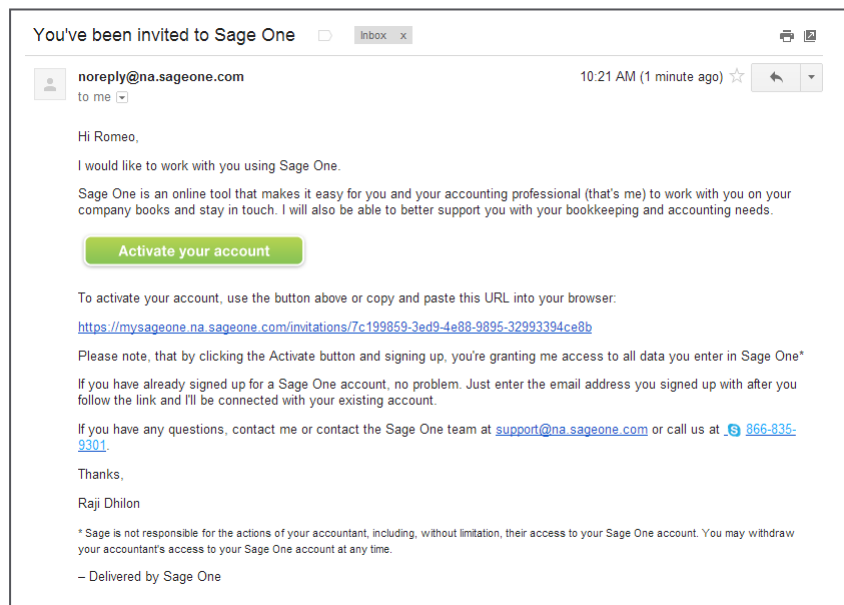 You've been invited to Sage One
Inbox x
noreply@na.sageone.com
10:21 AM (1 minute ago)
to me
Hi Romeo,
I would like to work with you using Sage One.
Sage One is an online tool that makes it easy for you and your accounting professional (that's me) to work with you on your
company books and stay in touch. I will also be able to better support you with your bookkeeping and accounting needs.
Activate your account
To activate your account, use the button above or copy and paste this URL into your browser:
https://mysageone.na.sageone.com/invitations/7c199859-3ed9-4e88-9895-32993394ce8b
Please note, that by clicking the Activate button and signing up, you're granting me access to all data you enter in Sage One*
If you have already signed up for a Sage One account, no problem. Just enter the email address you signed up with after you
follow the link and I'll be connected with your existing account.
If you have any questions, contact me or contact the Sage One team at support@na.sageone.com or call us at 866-835-
9301.
Thanks,
Raji Dhilon
* Sage is not responsible for the actions of your accountant, including, without limitation, their access to your Sage One account. You may withdraw
your accountant's access to your Sage One account at any time.
– Delivered by Sage One